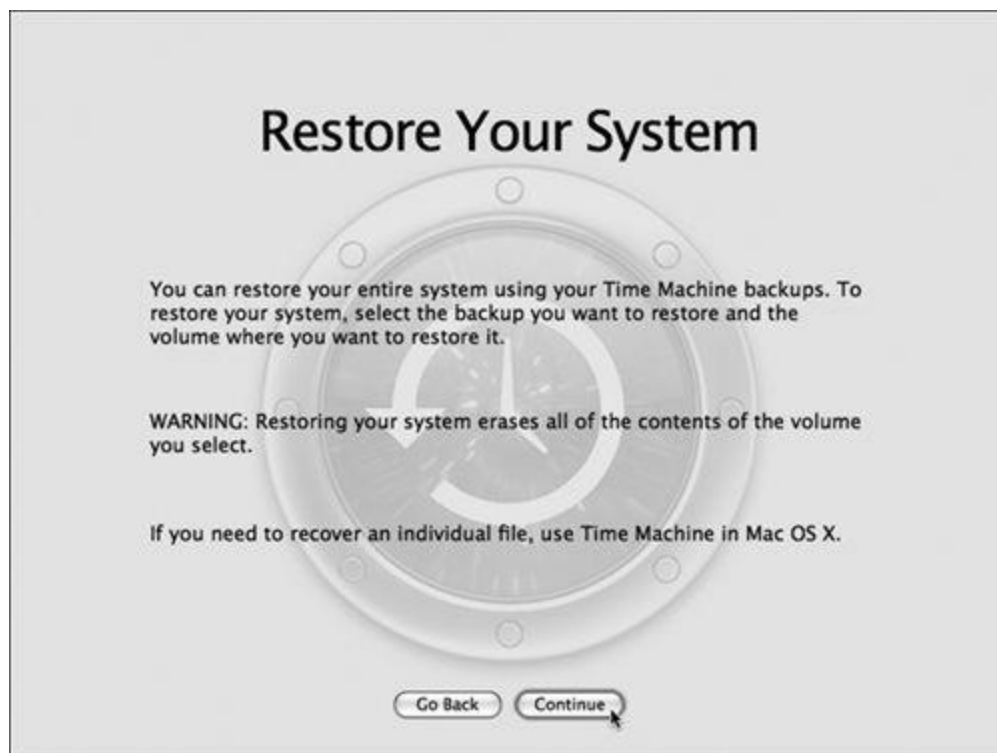 Restore Your System
You can restore your entire system using your Time Machine backups. To
restore your system, select the backup you want to restore and the
volume where you want to restore it.
WARNING: Restoring your system erases all of the contents of the volume
you select.
If you need to recover an individual file, use Time Machine in Mac OS X.
Go Back
Continue